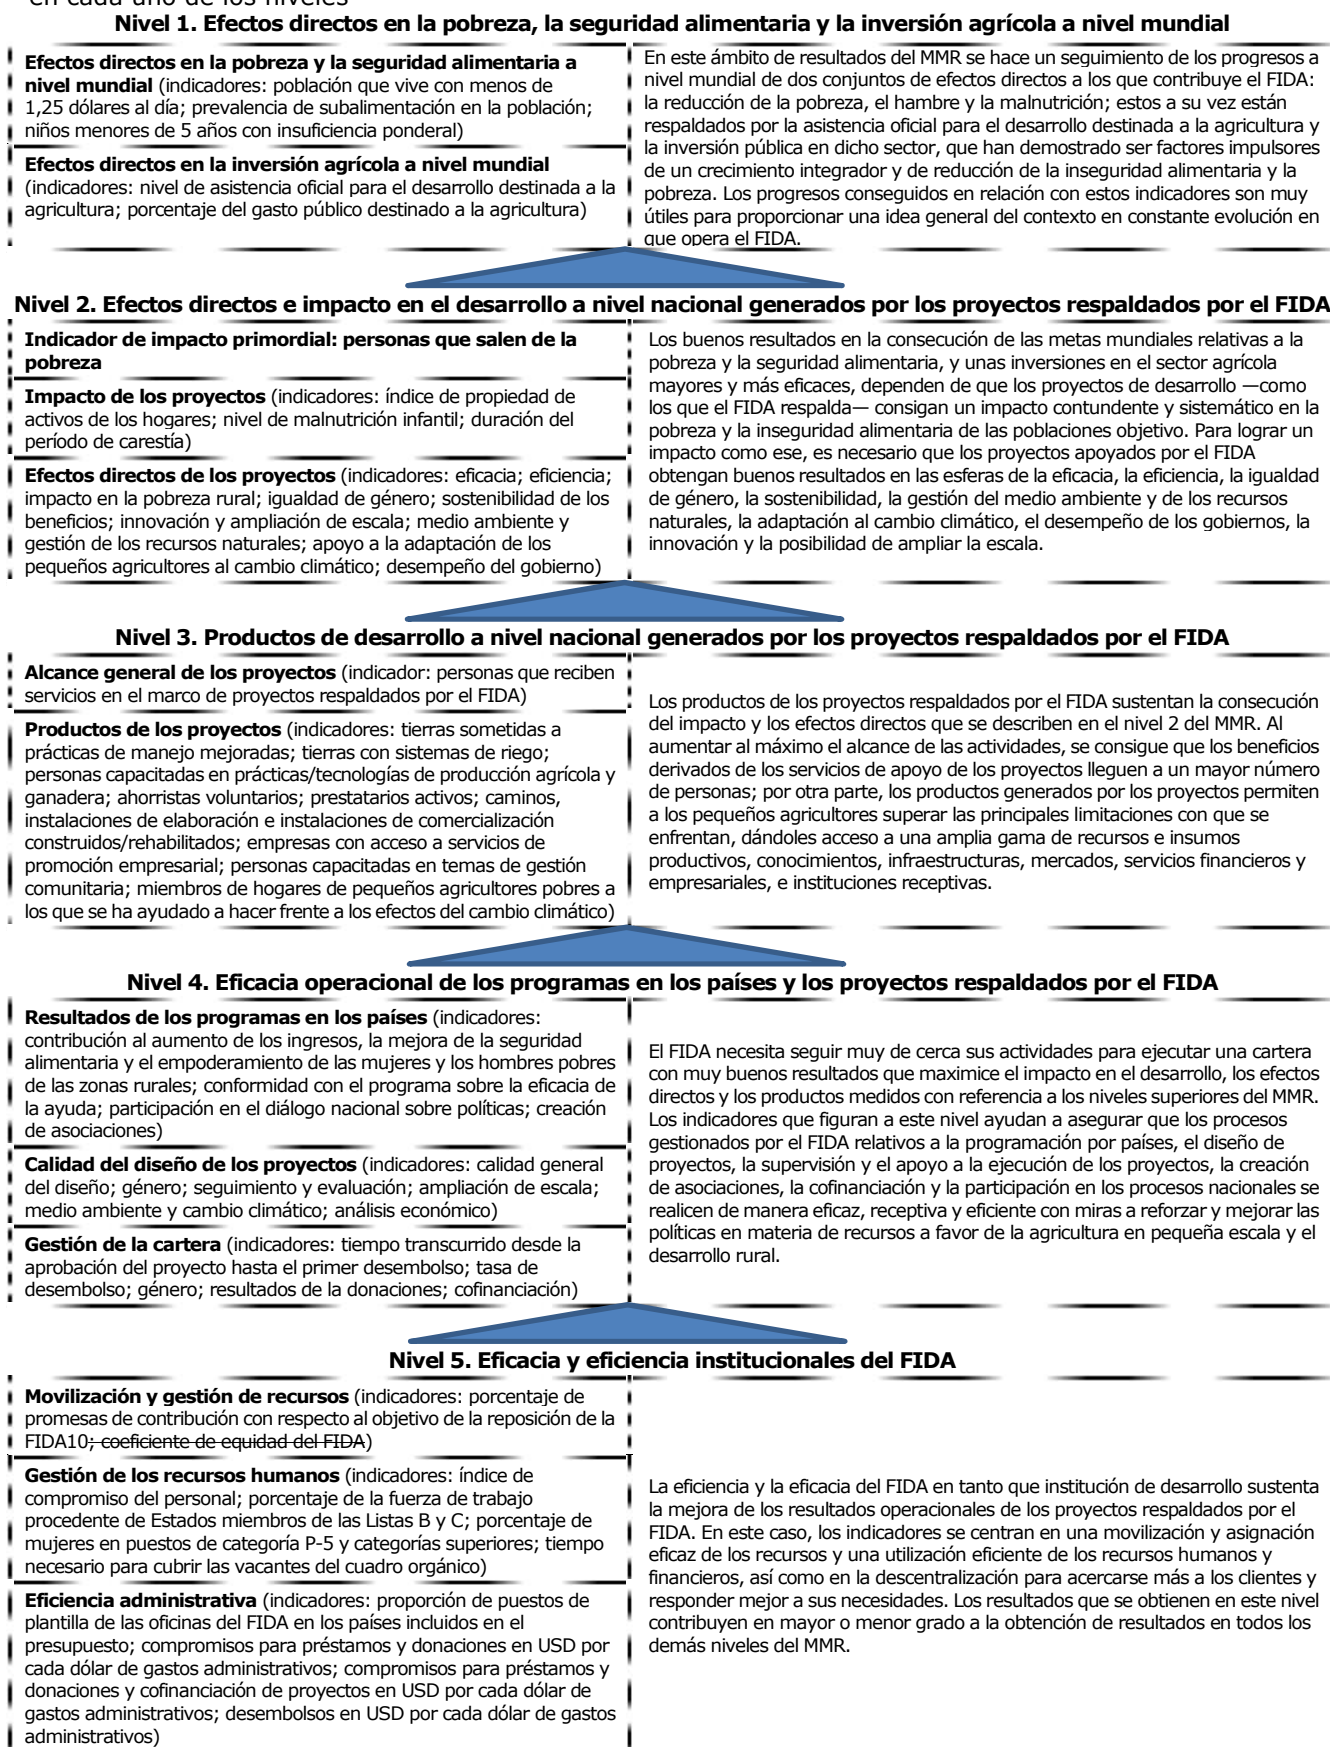 en cada uno de los niveles
Nivel 1. Efectos directos en la pobreza, la seguridad alimentaria y la inversión agrícola a nivel mundial
Efectos directos en la pobreza y la seguridad alimentaria a
nivel mundial (indicadores: población que vive con menos de
1,25 dólares al día; prevalencia de subalimentación en la población;
niños menores de 5 años con insuficiencia ponderal)
Efectos directos en la inversión agrícola a nivel mundial
(indicadores: nivel de asistencia oficial para el desarrollo destinada a la
agricultura; porcentaje del gasto público destinado a la agricultura)
En este ámbito de resultados del MMR se hace un seguimiento de los progresos a
nivel mundial de dos conjuntos de efectos directos a los que contribuye el FIDA:
la reducción de la pobreza, el hambre y la malnutrición; estos a su vez están
respaldados por la asistencia oficial para el desarrollo destinada a la agricultura y
la inversión pública en dicho sector, que han demostrado ser factores impulsores
de un crecimiento integrador y de reducción de la inseguridad alimentaria y la
pobreza. Los progresos conseguidos en relación con estos indicadores son muy
útiles para proporcionar una idea general del contexto en constante evolución en
que opera el FIDA.
Nivel 2. Efectos directos e impacto en el desarrollo a nivel nacional generados por los proyectos respaldados por el FIDA
Indicador de impacto primordial: personas que salen de la
pobreza
Impacto de los proyectos (indicadores: índice de propiedad de
activos de los hogares; nivel de malnutrición infantil; duración del
período de carestía)
Efectos directos de los proyectos (indicadores: eficacia; eficiencia;
impacto en la pobreza rural; igualdad de género; sostenibilidad de los
beneficios; innovación y ampliación de escala; medio ambiente y
gestión de los recursos naturales; apoyo a la adaptación de los
pequeños agricultores al cambio climático; desempeño del gobierno)
Los buenos resultados en la consecución de las metas mundiales relativas a la
pobreza y la seguridad alimentaria, y unas inversiones en el sector agrícola
mayores y más eficaces, dependen de que los proyectos de desarrollo —como
los que el FIDA respalda— consigan un impacto contundente y sistemático en la
pobreza y la inseguridad alimentaria de las poblaciones objetivo. Para lograr un
impacto como ese, es necesario que los proyectos apoyados por el FIDA
obtengan buenos resultados en las esferas de la eficacia, la eficiencia, la igualdad
de género, la sostenibilidad, la gestión del medio ambiente y de los recursos
naturales, la adaptación al cambio climático, el desempeño de los gobiernos, la
innovación y la posibilidad de ampliar la escala.
Nivel 3. Productos de desarrollo a nivel nacional generados por los proyectos respaldados por el FIDA
Alcance general de los proyectos (indicador: personas que reciben
servicios en el marco de proyectos respaldados por el FIDA)
Productos de los proyectos (indicadores: tierras sometidas a
prácticas de manejo mejoradas; tierras con sistemas de riego;
personas capacitadas en prácticas/tecnologías de producción agrícola y
ganadera; ahorristas voluntarios; prestatarios activos; caminos,
instalaciones de elaboración e instalaciones de comercialización
construidos/rehabilitados; empresas con acceso a servicios de
promoción empresarial; personas capacitadas en temas de gestión
comunitaria; miembros de hogares de pequeños agricultores pobres a
los que se ha ayudado a hacer frente a los efectos del cambio climático)
Los productos de los proyectos respaldados por el FIDA sustentan la consecución
del impacto y los efectos directos que se describen en el nivel 2 del MMR. Al
aumentar al máximo el alcance de las actividades, se consigue que los beneficios
derivados de los servicios de apoyo de los proyectos lleguen a un mayor número
de personas; por otra parte, los productos generados por los proyectos permiten
a los pequeños agricultores superar las principales limitaciones con que se
enfrentan, dándoles acceso a una amplia gama de recursos e insumos
productivos, conocimientos, infraestructuras, mercados, servicios financieros y
empresariales, e instituciones receptivas.
Nivel 4. Eficacia operacional de los programas en los países y los proyectos respaldados por el FIDA
Resultados de los programas en los países (indicadores:
contribución al aumento de los ingresos, la mejora de la seguridad
alimentaria y el empoderamiento de las mujeres y los hombres pobres
de las zonas rurales; conformidad con el programa sobre la eficacia de
la ayuda; participación en el diálogo nacional sobre políticas; creación
de asociaciones)
Calidad del diseño de los proyectos (indicadores: calidad general
del diseño; género; seguimiento y evaluación; ampliación de escala;
medio ambiente y cambio climático; análisis económico)
Gestión de la cartera (indicadores: tiempo transcurrido desde la
aprobación del proyecto hasta el primer desembolso; tasa de
desembolso; género; resultados de la donaciones; cofinanciación)
El FIDA necesita seguir muy de cerca sus actividades para ejecutar una cartera
con muy buenos resultados que maximice el impacto en el desarrollo, los efectos
directos y los productos medidos con referencia a los niveles superiores del MMR.
Los indicadores que figuran a este nivel ayudan a asegurar que los procesos
gestionados por el FIDA relativos a la programación por países, el diseño de
proyectos, la supervisión y el apoyo a la ejecución de los proyectos, la creación
de asociaciones, la cofinanciación y la participación en los procesos nacionales se
realicen de manera eficaz, receptiva y eficiente con miras a reforzar y mejorar las
políticas en materia de recursos a favor de la agricultura en pequeña escala y el
desarrollo rural.
Nivel 5. Eficacia y eficiencia institucionales del FIDA
Movilización y gestión de recursos (indicadores: porcentaje de
promesas de contribución con respecto al objetivo de la reposición de la
FIDA10; coeficiente de equidad del FIDA)
Gestión de los recursos humanos (indicadores: índice de
compromiso del personal; porcentaje de la fuerza de trabajo
procedente de Estados miembros de las Listas B y C; porcentaje de
mujeres en puestos de categoría P-5 y categorías superiores; tiempo
necesario para cubrir las vacantes del cuadro orgánico)
Eficiencia administrativa (indicadores: proporción de puestos de
plantilla de las oficinas del FIDA en los países incluidos en el
presupuesto; compromisos para préstamos y donaciones en USD por
cada dólar de gastos administrativos; compromisos para préstamos y
donaciones y cofinanciación de proyectos en USD por cada dólar de
gastos administrativos; desembolsos en USD por cada dólar de gastos
administrativos)
La eficiencia y la eficacia del FIDA en tanto que institución de desarrollo sustenta
la mejora de los resultados operacionales de los proyectos respaldados por el
FIDA. En este caso, los indicadores se centran en una movilización y asignación
eficaz de los recursos y una utilización eficiente de los recursos humanos y
financieros, así como en la descentralización para acercarse más a los clientes y
responder mejor a sus necesidades. Los resultados que se obtienen en este nivel
contribuyen en mayor o menor grado a la obtención de resultados en todos los
demás niveles del MMR.